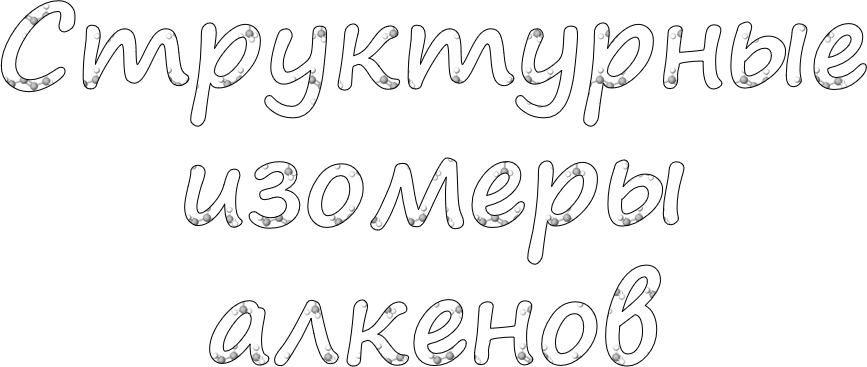 Структурные
изомеры
алкенов